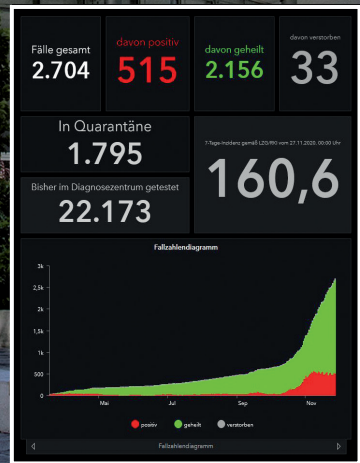 Fälle gesamt
2.704
davon positiv
515
davon geheilt
2.156
davon verstorben
33
In Quarantäne
1.795
Bisher im Diagnosezentrum getestet
22.173
7-Tage-Inzidenz gemäß LZG/RKI vom 27.11.2020, 00:00 Uhr
160,6
Fallzahlendiagramm
3k
2,5k
2k
1,5k
1k
500
0
Mai Jul Sep Nov
positiv geheilt verstorben
Fallzahlendiagramm